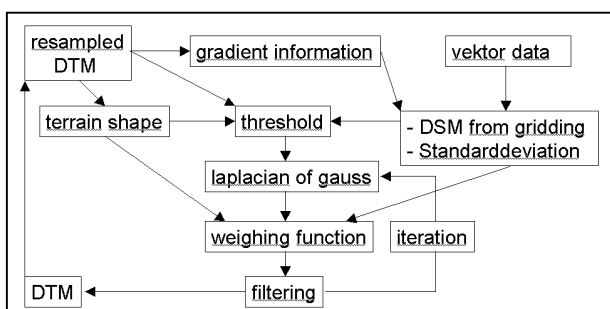 resampled
DTM
gradient information
vektor data
terrain shape
threshold
- DSM from gridding
- Standarddeviation
laplacian of gauss
weighing function
iteration
DTM
filtering